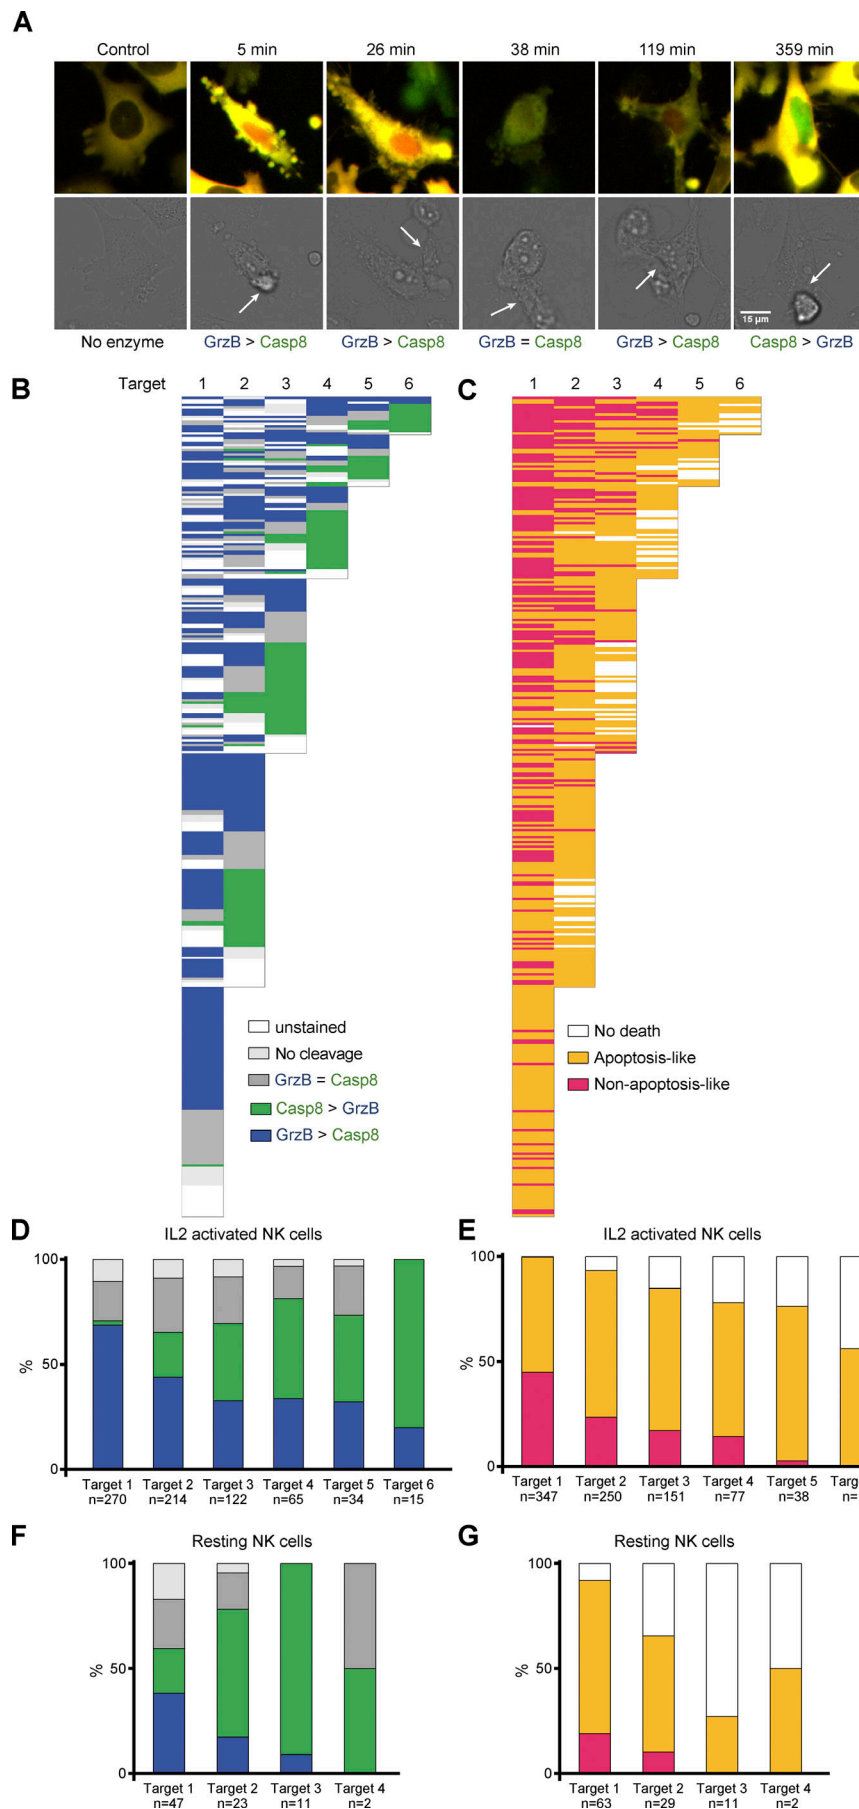 A
Control 5 min 26 min 38 min 119 min 359 min
15 µm
No enzyme GrzB > Casp8 GrzB > Casp8 GrzB = Casp8 GrzB > Casp8 Casp8 > GrzB
B Target 1 2 3 4 5 6
C 1 2 3 4 5 6
unstained
No cleavage
GrzB = Casp8
Casp8 > GrzB
GrzB > Casp8
No death
Apoptosis-like
Non-apoptosis-like
D IL2 activated NK cells
100
50
0
%
Target 1 Target 2 Target 3 Target 4 Target 5 Target 6
n=270 n=214 n=122 n=65 n=34 n=15
E IL2 activated NK cells
100
50
0
%
Target 1 Target 2 Target 3 Target 4 Target 5 Targe
n=347 n=250 n=151 n=77 n=38 n=
F Resting NK cells
100
50
0
%
Target 1 Target 2 Target 3 Target 4
n=47 n=23 n=11 n=2
G Resting NK cells
100
50
0
%
Target 1 Target 2 Target 3 Target 4
n=63 n=29 n=11 n=2